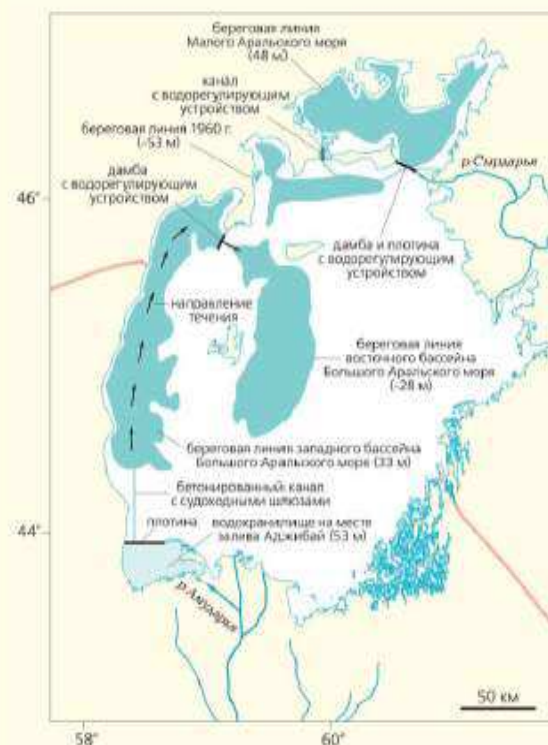 береговая линия
Малого Аральского моря
(48 м)
канал
с водорегулирующим
устройством
береговая линия 1960 г.
(-53 м)
дамба
с водорегулирующим
устройством
46°
р. Сырдарья
дамба и плотина
с водорегулирующим
устройством
направление
течения
береговая линия
восточного бассейна
Большого Аральского моря
(-28 м)
береговая линия западного бассейна
Большого Аральского моря (33 м)
бетонированный канал
с судоходными шлюзами
44°
плотина
водохранилище на месте
залива Аджибай (53 м)
р. Амударья
50 км
58°
60°